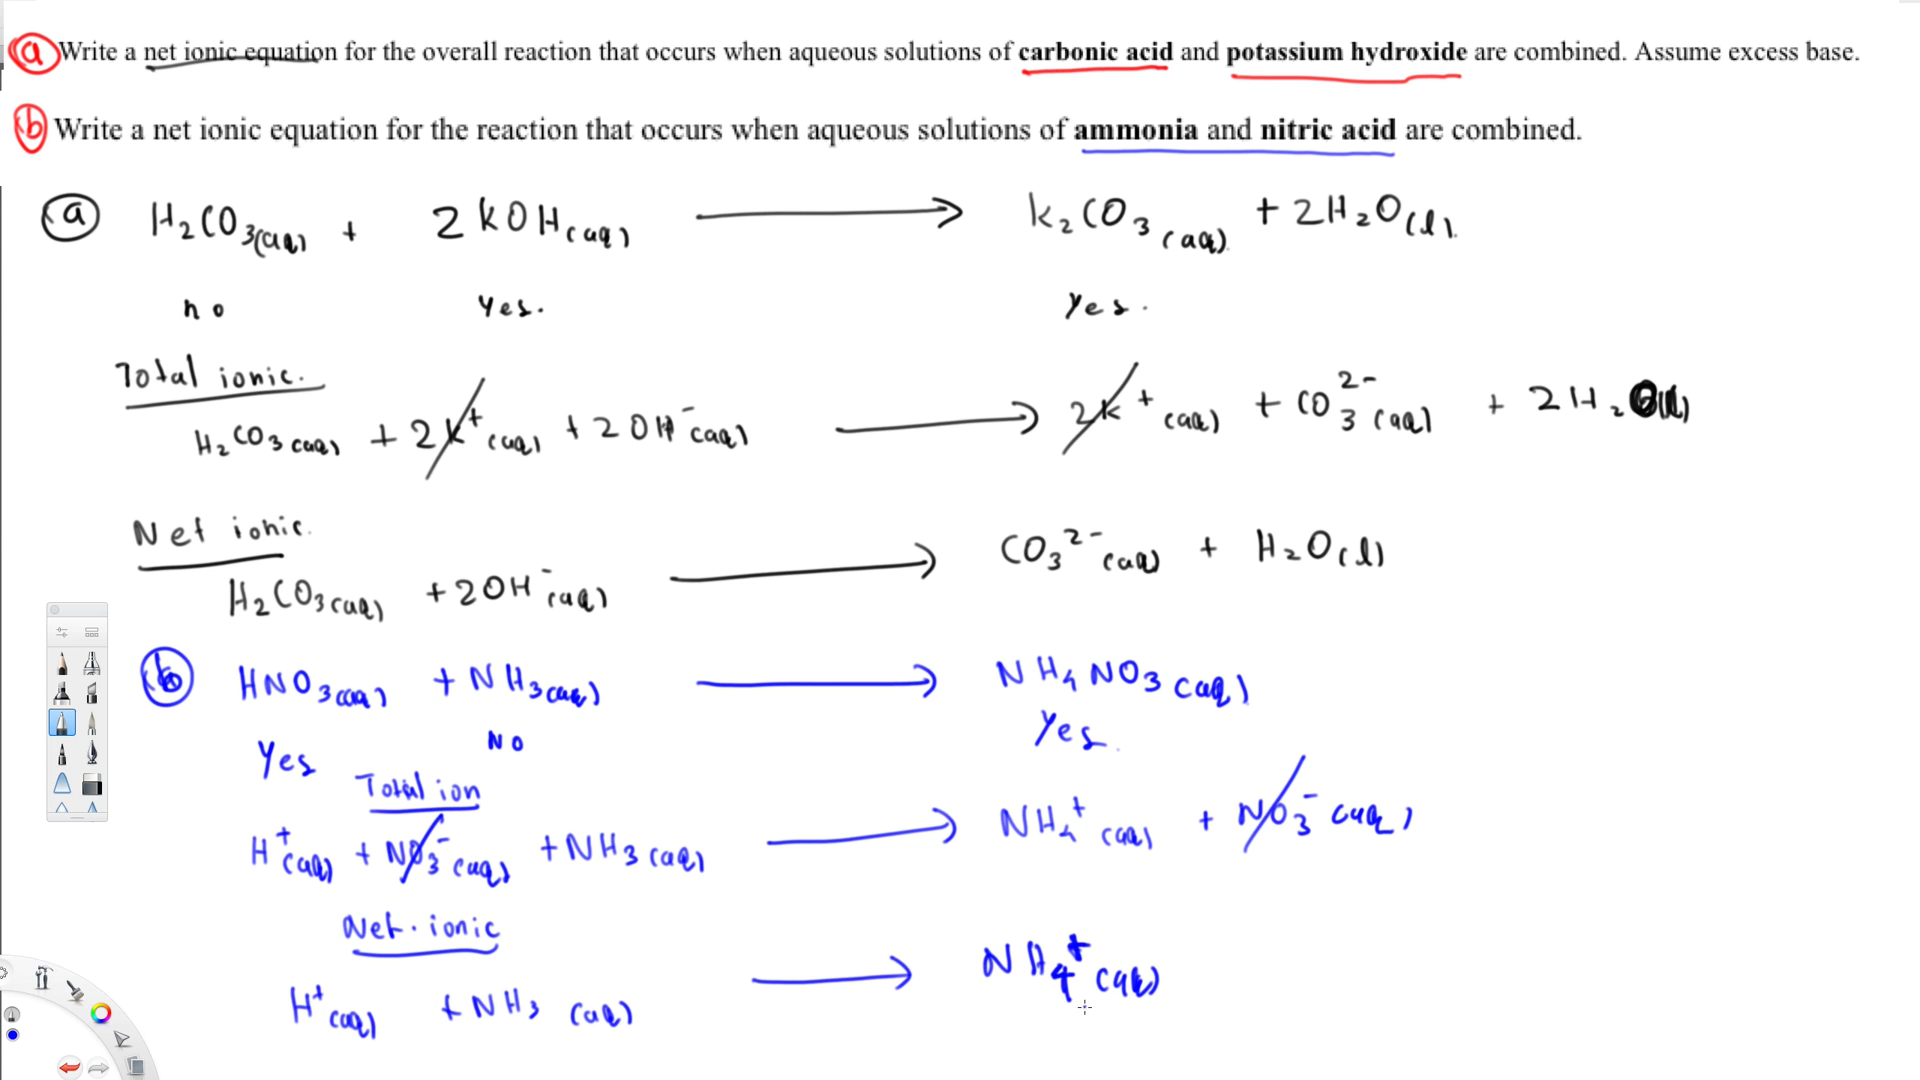 (a) Write a net ionic equation for the overall reaction that occurs when aqueous solutions of carbonic acid and potassium hydroxide are combined. Assume excess base.
(b) Write a net ionic equation for the reaction that occurs when aqueous solutions of ammonia and nitric acid are combined.
(a) H₂CO₃(aq) + 2KOH(aq) ⟶ K₂CO₃(aq) + 2H₂O(l)
no Yes. Yes.
Total ionic.
H₂CO₃(aq) + 2K⁺(aq) + 2OH⁻(aq) ⟶ 2K⁺(aq) + CO₃²⁻(aq) + 2H₂O(l)
Net ionic.
H₂CO₃(aq) + 2OH⁻(aq) ⟶ CO₃²⁻(aq) + H₂O(l)
(b) HNO₃(aq) + NH₃(aq) ⟶ NH₄NO₃(aq)
Yes NO Yes.
Total ion
H⁺(aq) + NO₃⁻(aq) + NH₃(aq) ⟶ NH₄⁺(aq) + NO₃⁻(aq)
Net. ionic
H⁺(aq) + NH₃(aq) ⟶ NH₄⁺(aq)